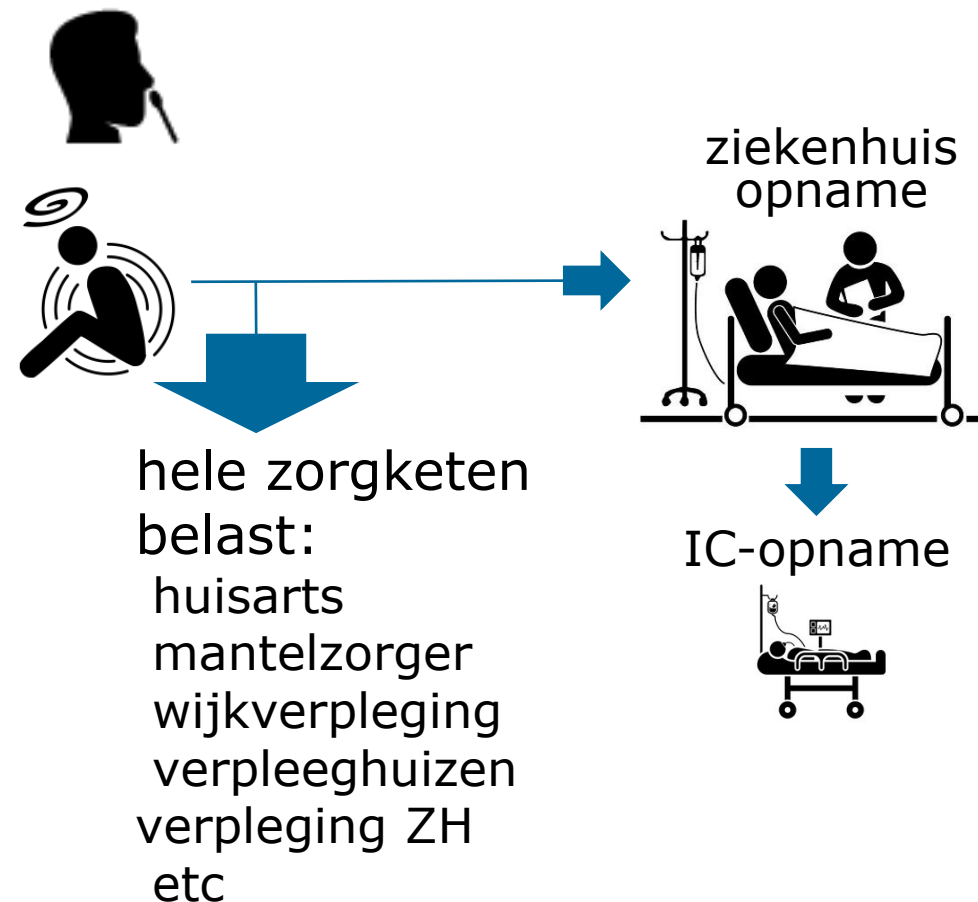 ziekenhuis
opname
hele zorgketen
belast:
huisarts
mantelzorger
wijkverpleging
verpleeghuizen
verpleging ZH
etc
IC-opname